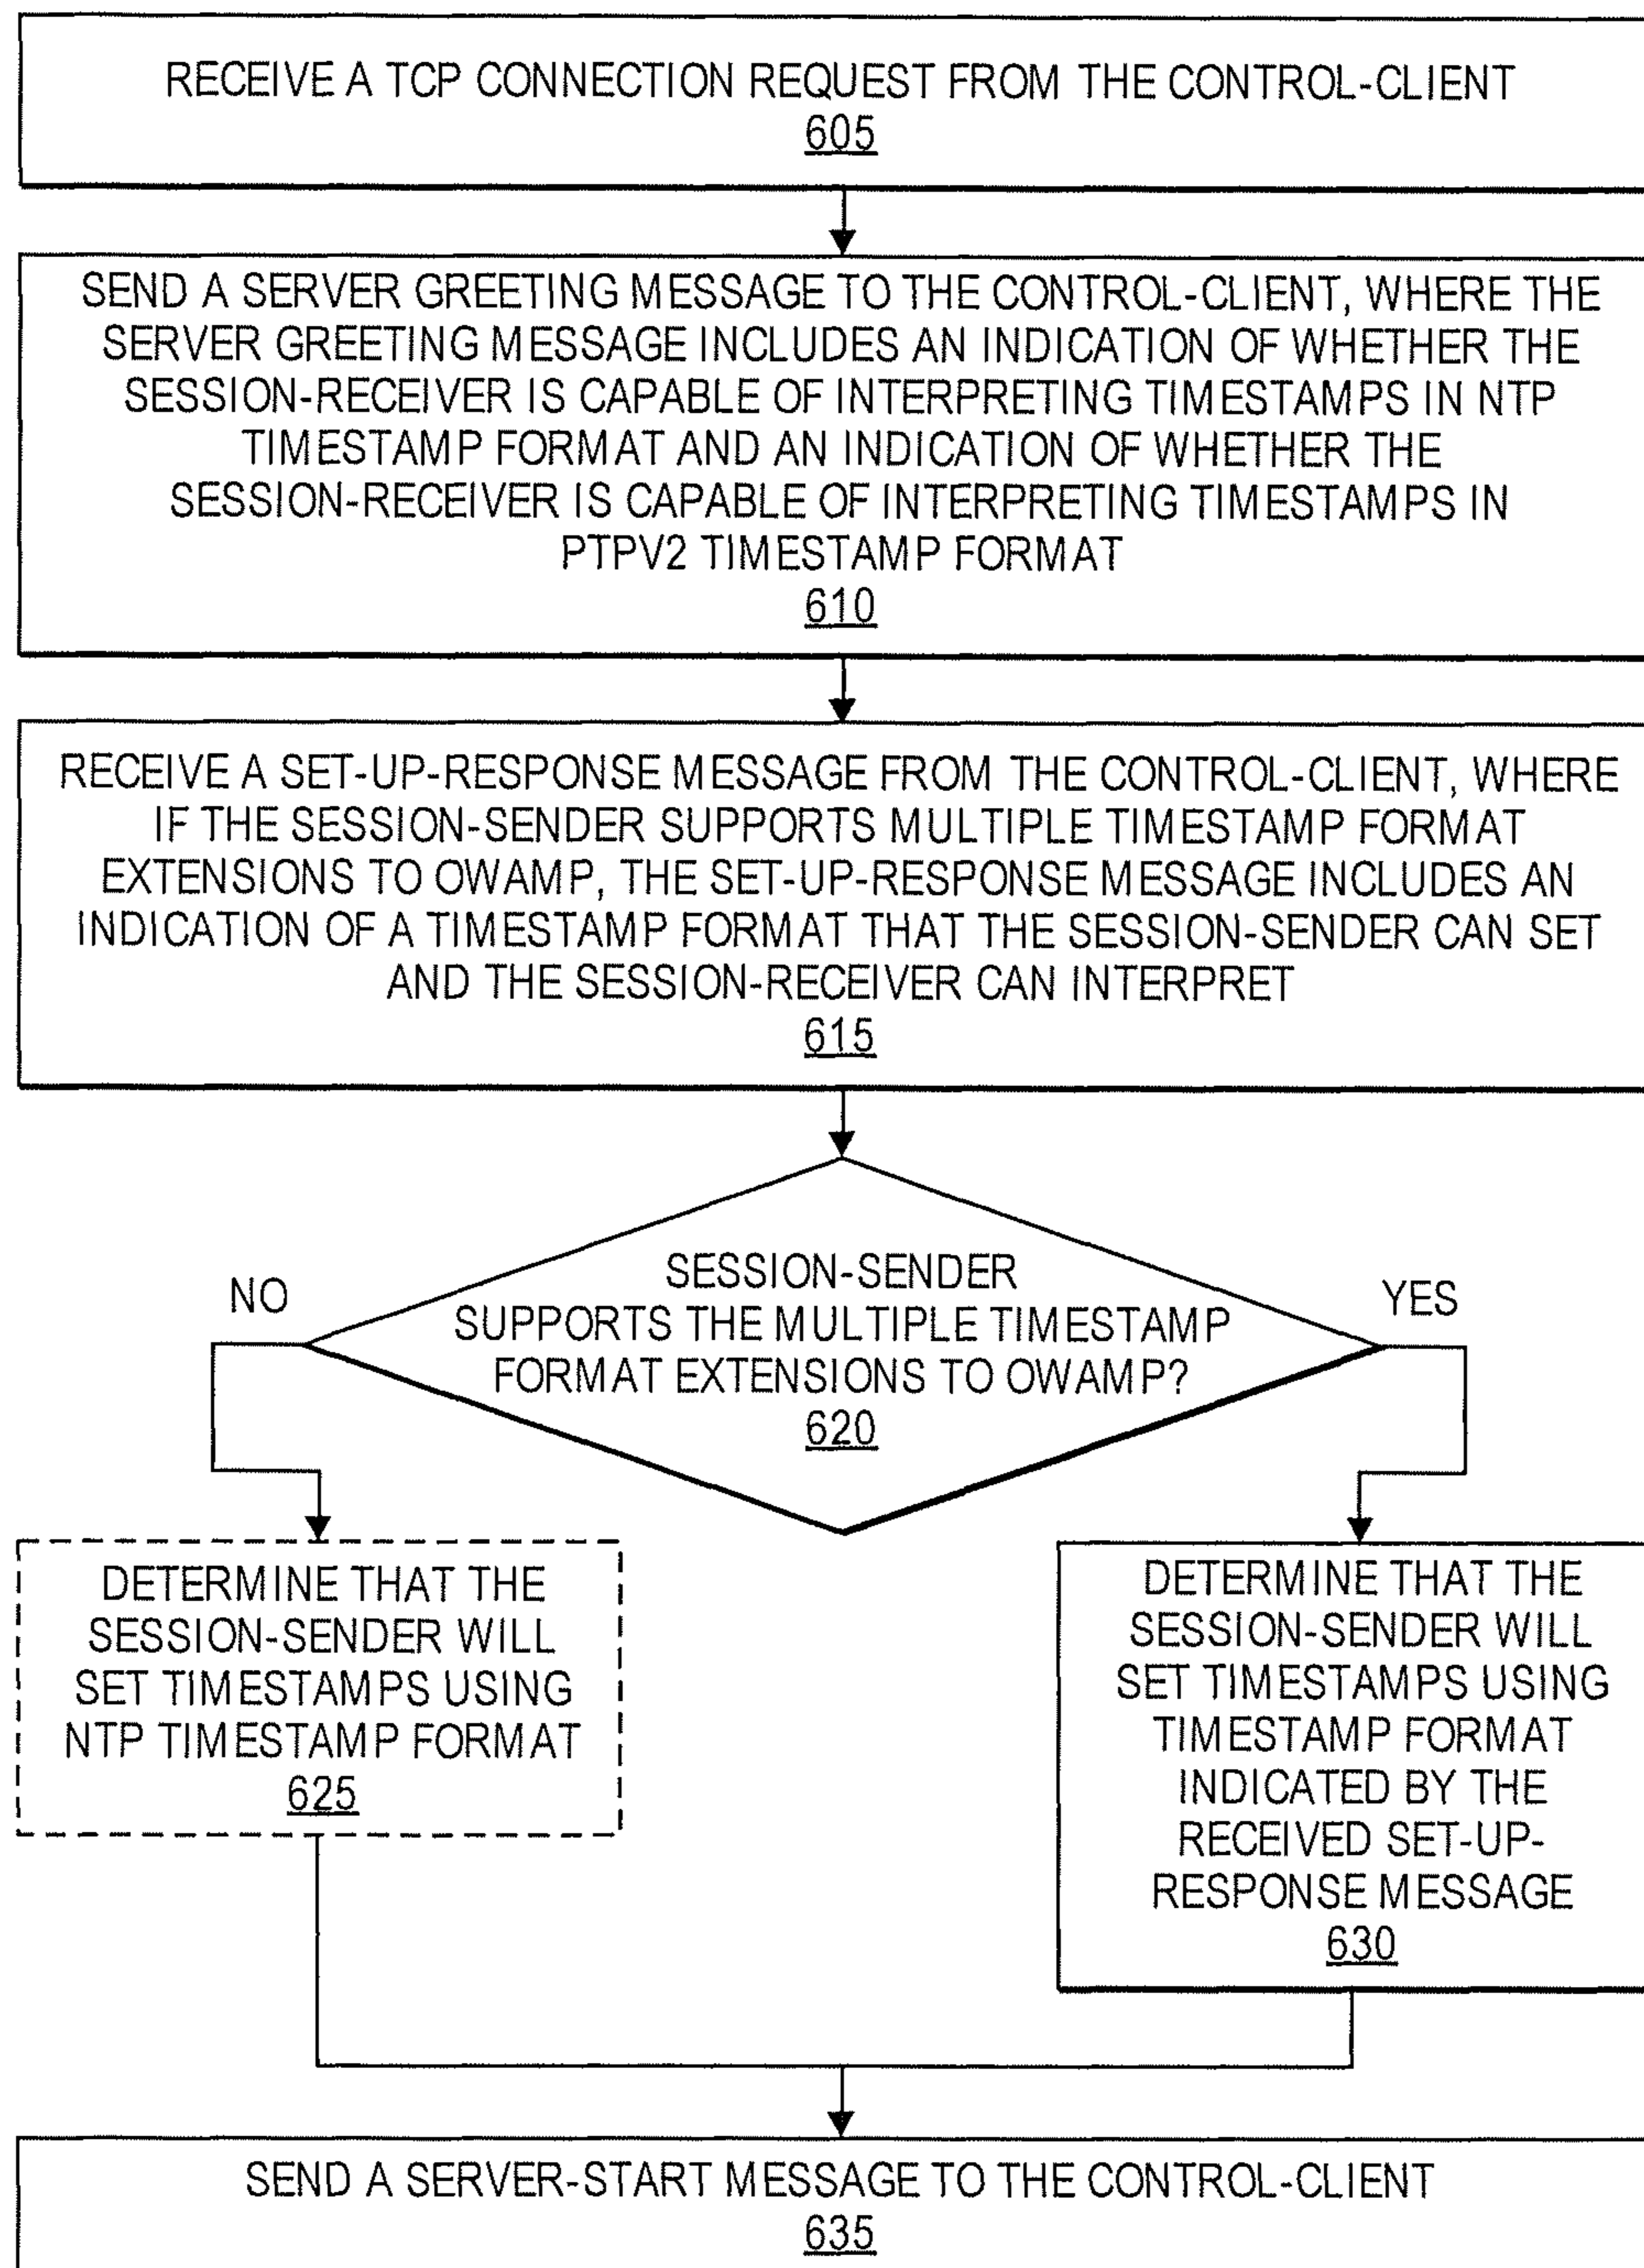 RECEIVE A TCP CONNECTION REQUEST FROM THE CONTROL-CLIENT
605
SEND A SERVER GREETING MESSAGE TO THE CONTROL-CLIENT, WHERE THE
SERVER GREETING MESSAGE INCLUDES AN INDICATION OF WHETHER THE
SESSION-RECEIVER IS CAPABLE OF INTERPRETING TIMESTAMPS IN NTP
TIMESTAMP FORMAT AND AN INDICATION OF WHETHER THE
SESSION-RECEIVER IS CAPABLE OF INTERPRETING TIMESTAMPS IN
PTPV2 TIMESTAMP FORMAT
610
RECEIVE A SET-UP-RESPONSE MESSAGE FROM THE CONTROL-CLIENT, WHERE
IF THE SESSION-SENDER SUPPORTS MULTIPLE TIMESTAMP FORMAT
EXTENSIONS TO OWAMP, THE SET-UP-RESPONSE MESSAGE INCLUDES AN
INDICATION OF A TIMESTAMP FORMAT THAT THE SESSION-SENDER CAN SET
AND THE SESSION-RECEIVER CAN INTERPRET
615
SESSION-SENDER
SUPPORTS THE MULTIPLE TIMESTAMP
FORMAT EXTENSIONS TO OWAMP?
620
NO
YES
DETERMINE THAT THE
SESSION-SENDER WILL
SET TIMESTAMPS USING
NTP TIMESTAMP FORMAT
625
DETERMINE THAT THE
SESSION-SENDER WILL
SET TIMESTAMPS USING
TIMESTAMP FORMAT
INDICATED BY THE
RECEIVED SET-UP-
RESPONSE MESSAGE
630
SEND A SERVER-START MESSAGE TO THE CONTROL-CLIENT
635